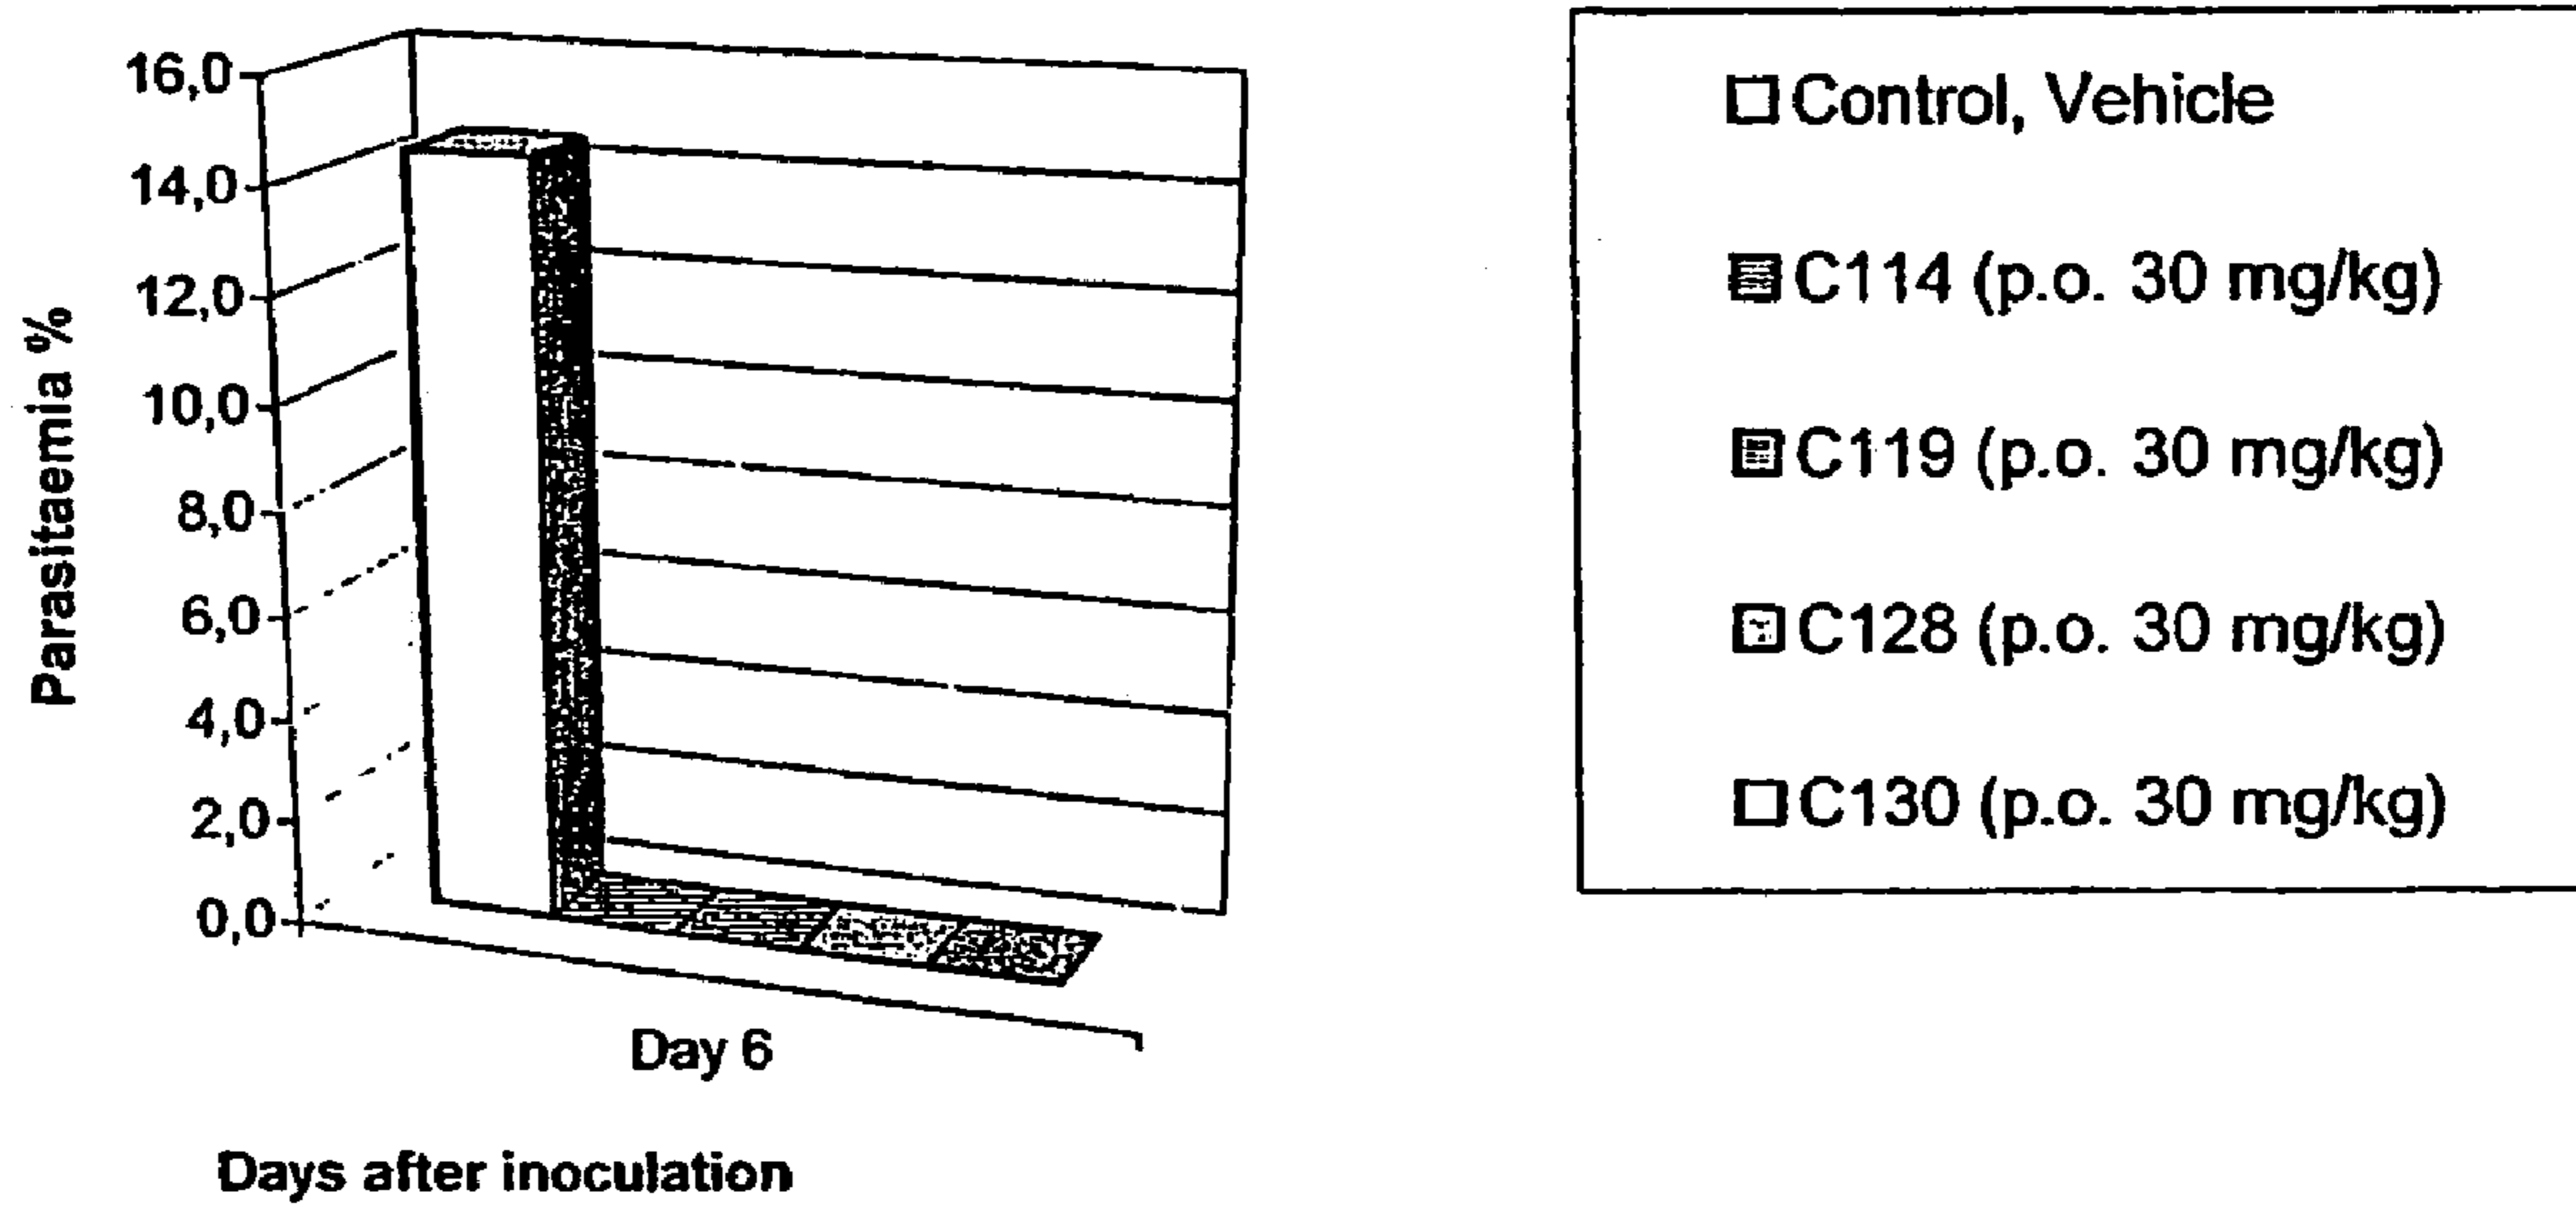 16,0
14,0
12,0
10,0
8,0
6,0
4,0
2,0
0,0
Parasitaemia %
Day 6
Days after inoculation
Control, Vehicle
C114 (p.o. 30 mg/kg)
C119 (p.o. 30 mg/kg)
C128 (p.o. 30 mg/kg)
C130 (p.o. 30 mg/kg)